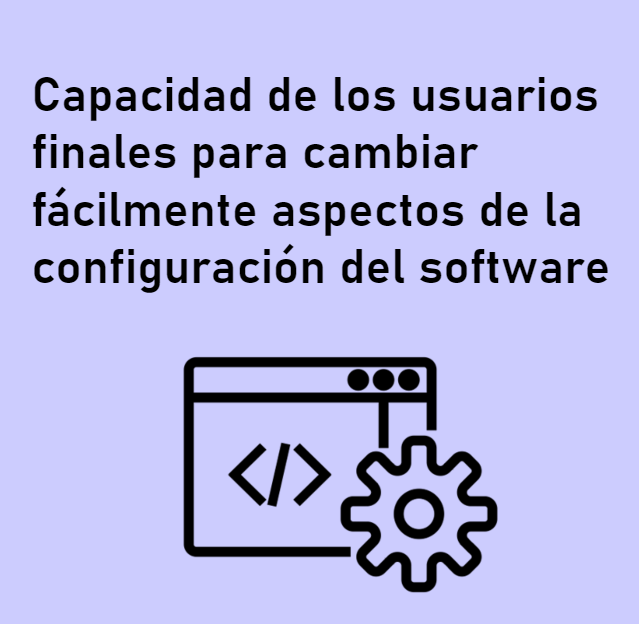 Capacidad de los usuarios
finales para cambiar
fácilmente aspectos de la
configuración del software
</>